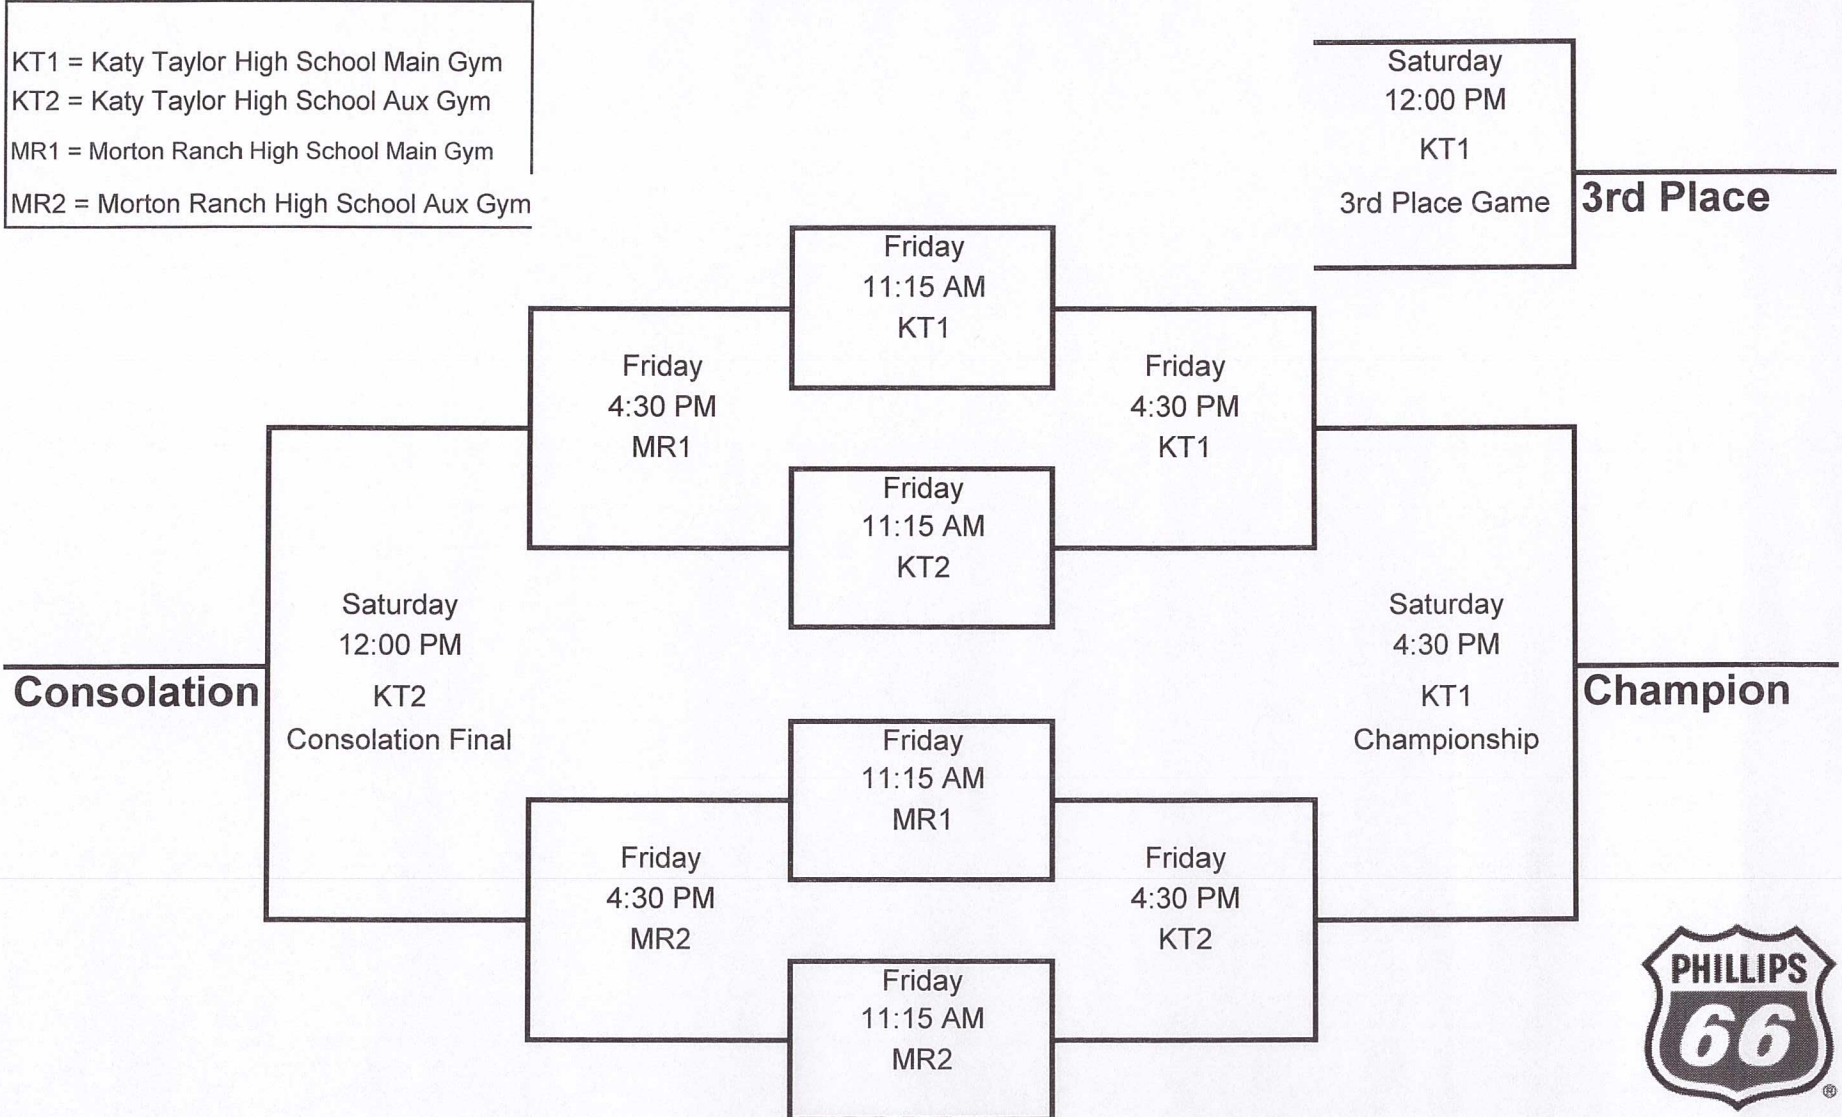 KT1 = Katy Taylor High School Main Gym
KT2 = Katy Taylor High School Aux Gym
MR1 = Morton Ranch High School Main Gym
MR2 = Morton Ranch High School Aux Gym
Saturday
12:00 PM
KT1
3rd Place Game
3rd Place
Friday
11:15 AM
KT1
Friday
4:30 PM
MR1
Friday
4:30 PM
KT1
Friday
11:15 AM
KT2
Saturday
12:00 PM
KT2
Consolation Final
Consolation
Saturday
4:30 PM
KT1
Championship
Champion
Friday
11:15 AM
MR1
Friday
4:30 PM
MR2
Friday
4:30 PM
KT2
Friday
11:15 AM
MR2
PHILLIPS
66
®